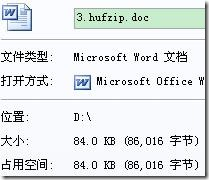 3.hufzip.doc
文件类型: Microsoft Word 文档
打开方式: Microsoft Office W
位置: D:\
大小: 84.0 KB (86,016 字节)
占用空间: 84.0 KB (86,016 字节)